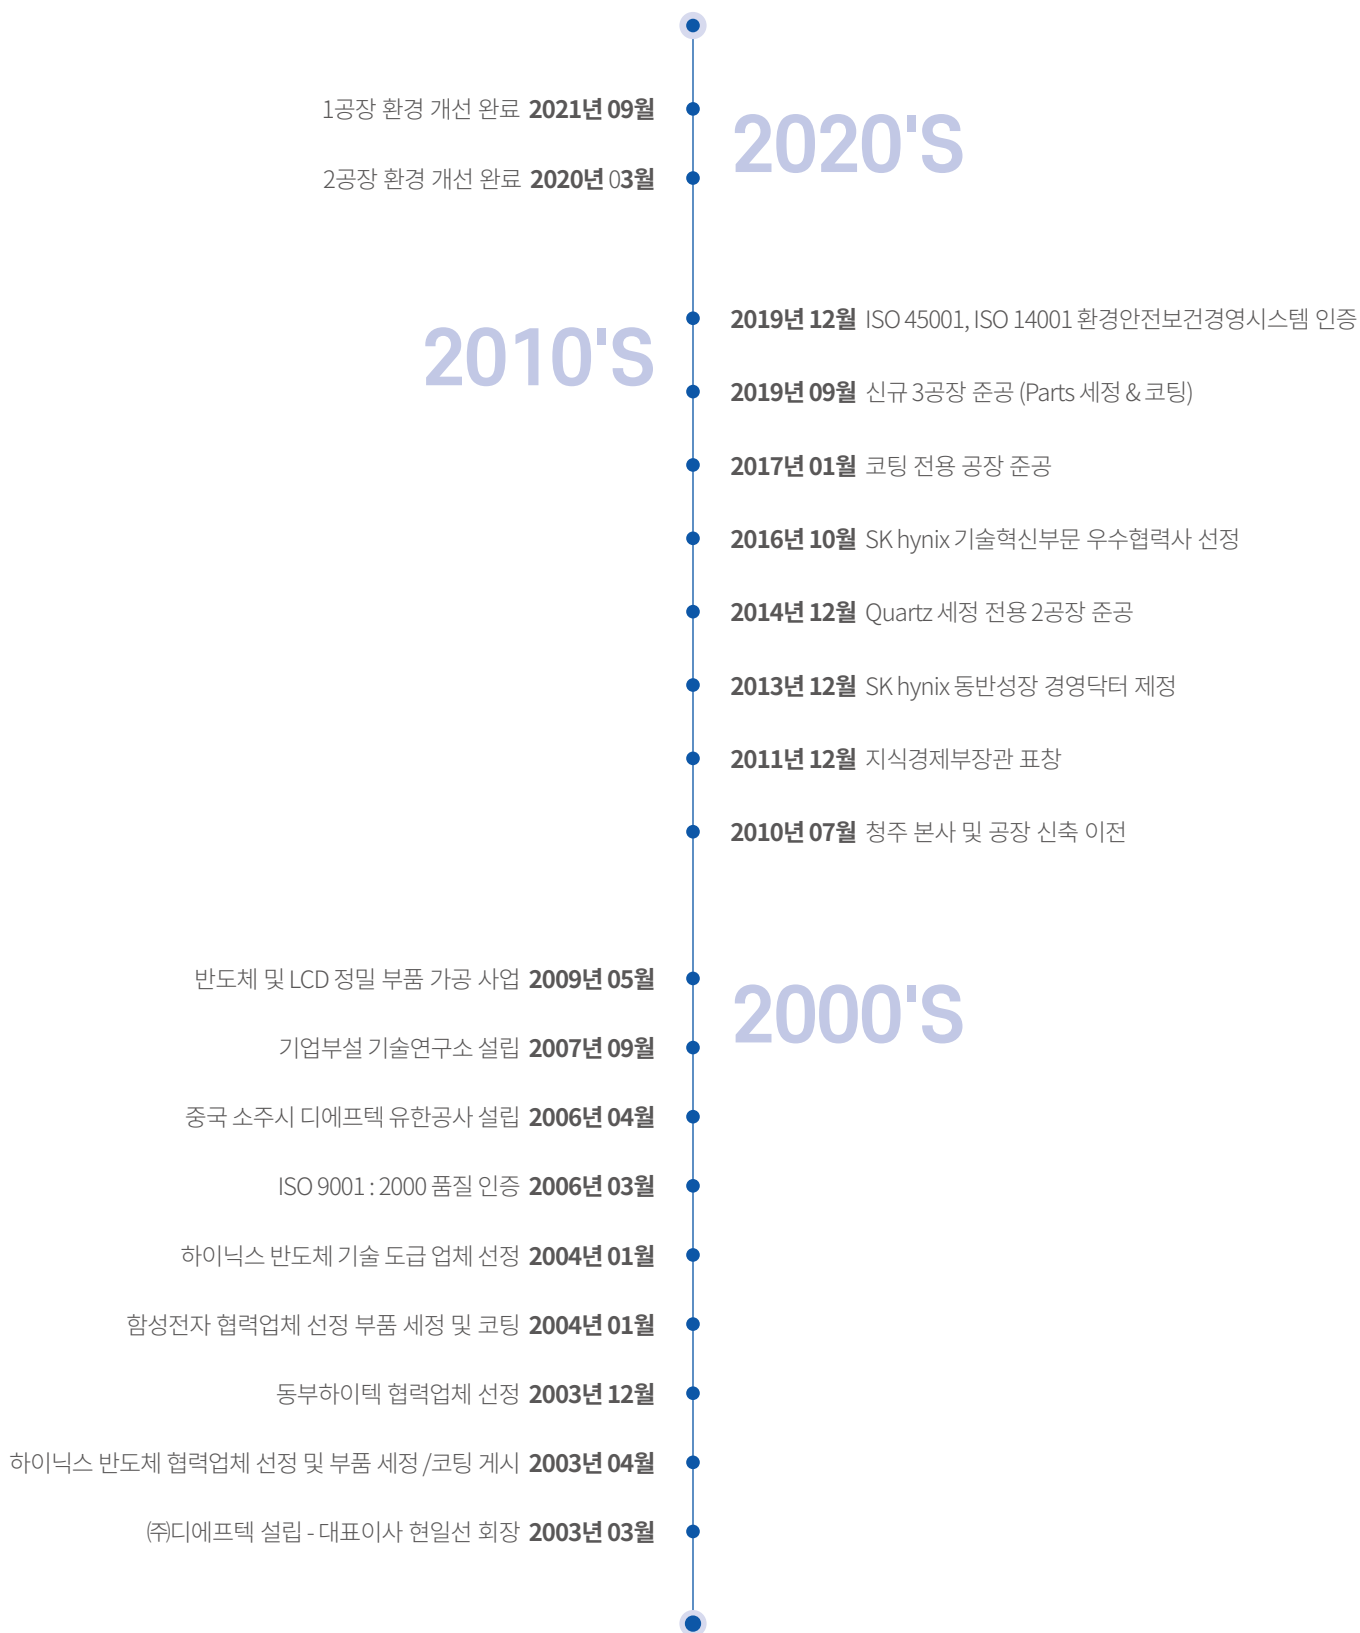 2020'S
1공장 환경 개선 완료 2021년 09월
2공장 환경 개선 완료 2020년 03월
2010'S
2019년 12월 ISO 45001, ISO 14001 환경안전보건경영시스템 인증
2019년 09월 신규 3공장 준공 (Parts 세정 & 코팅)
2017년 01월 코팅 전용 공장 준공
2016년 10월 SK hynix 기술혁신부문 우수협력사 선정
2014년 12월 Quartz 세정 전용 2공장 준공
2013년 12월 SK hynix 동반성장 경영닥터 제정
2011년 12월 지식경제부장관 표창
2010년 07월 청주 본사 및 공장 신축 이전
2000'S
반도체 및 LCD 정밀 부품 가공 사업 2009년 05월
기업부설 기술연구소 설립 2007년 09월
중국 소주시 디에프텍 유한공사 설립 2006년 04월
ISO 9001 : 2000 품질 인증 2006년 03월
하이닉스 반도체 기술 도급 업체 선정 2004년 01월
함성전자 협력업체 선정 부품 세정 및 코팅 2004년 01월
동부하이텍 협력업체 선정 2003년 12월
하이닉스 반도체 협력업체 선정 및 부품 세정 /코팅 게시 2003년 04월
㈜디에프텍 설립 - 대표이사 현일선 회장 2003년 03월